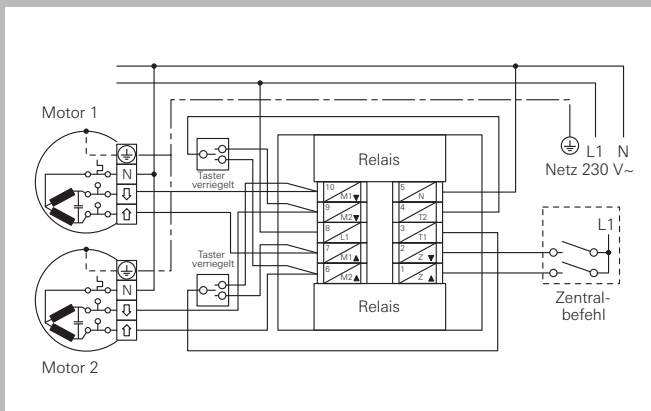 Motor 1
N
Motor 2
N
Taster
verriegelt
Taster
verriegelt
Relais
10 M1▼
9 M2▼
8 L1
7 M1▲
6 M2▲
5 N
4 T2
3 T1
2 Z▼
1 Z▲
Relais
L1 N
Netz 230 V~
L1
Zentral-
befehl